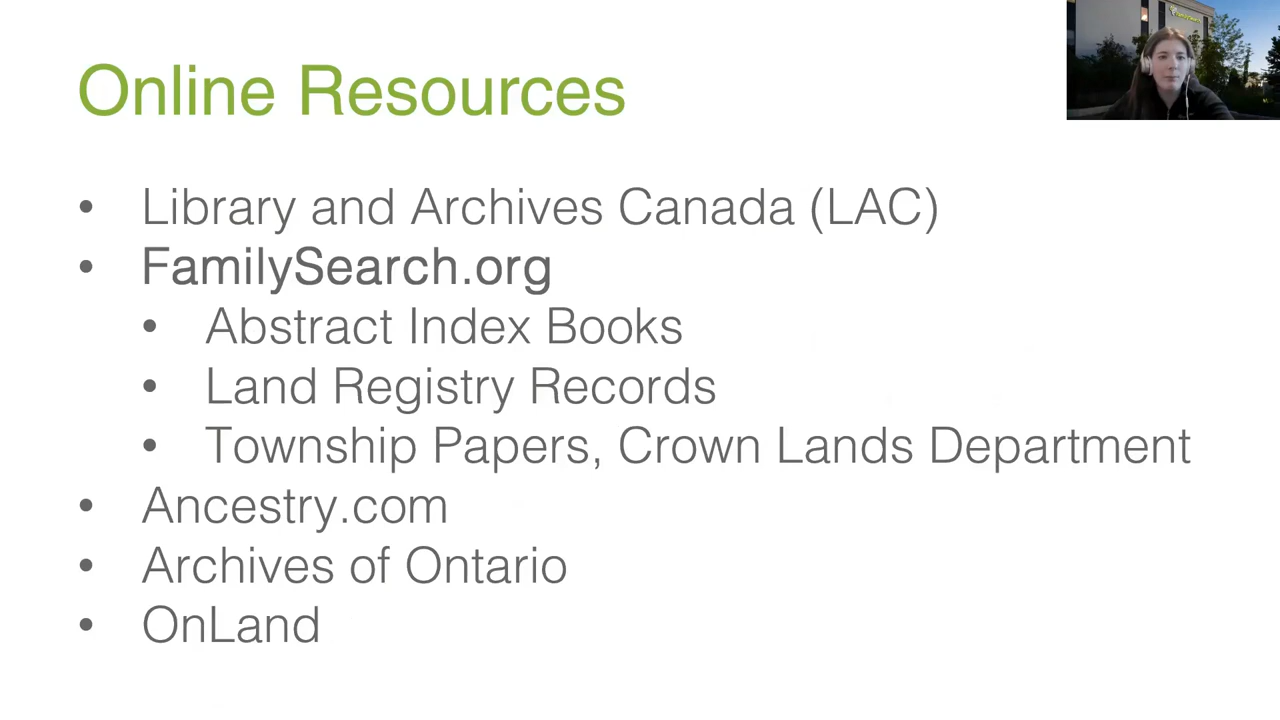 Online Resources
• Library and Archives Canada (LAC)
• FamilySearch.org
• Abstract Index Books
• Land Registry Records
• Township Papers, Crown Lands Department
• Ancestry.com
• Archives of Ontario
• OnLand
FamilySearch